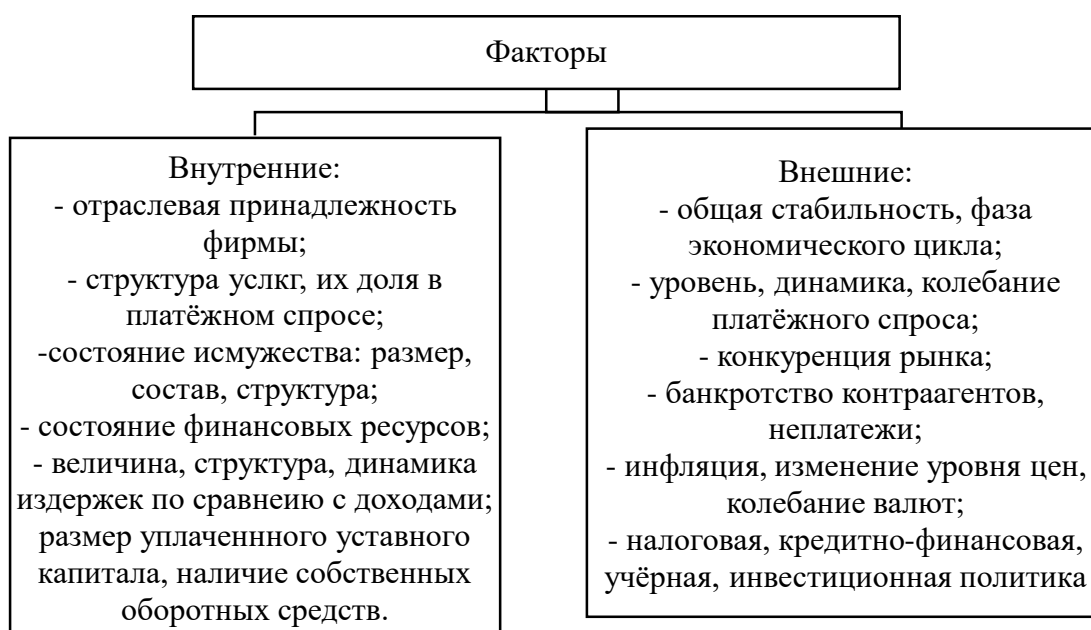 Факторы
Внутренние:
- отраслевая принадлежность
фирмы;
- структура услкг, их доля в
платёжном спросе;
-состояние исмужества: размер,
состав, структура;
- состояние финансовых ресурсов;
- величина, структура, динамика
издержек по сравнеию с доходами;
размер уплаченнного уставного
капитала, наличие собственных
оборотных средств.
Внешние:
- общая стабильность, фаза
экономического цикла;
- уровень, динамика, колебание
платёжного спроса;
- конкуренция рынка;
- банкротство контраагентов,
неплатежи;
- инфляция, изменение уровня цен,
колебание валют;
- налоговая, кредитно-финансовая,
учёрная, инвестиционная политика